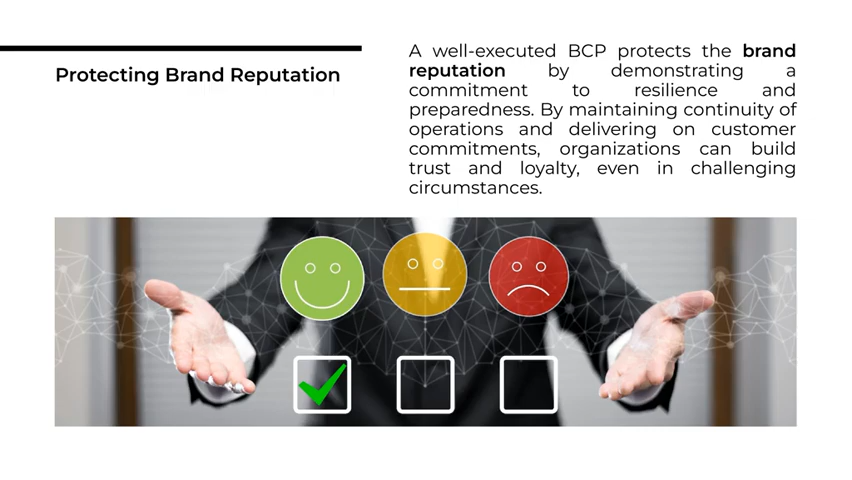 Protecting Brand Reputation
A well-executed BCP protects the brand
reputation by demonstrating a
commitment to resilience and
preparedness. By maintaining continuity of
operations and delivering on customer
commitments, organizations can build
trust and loyalty, even in challenging
circumstances.